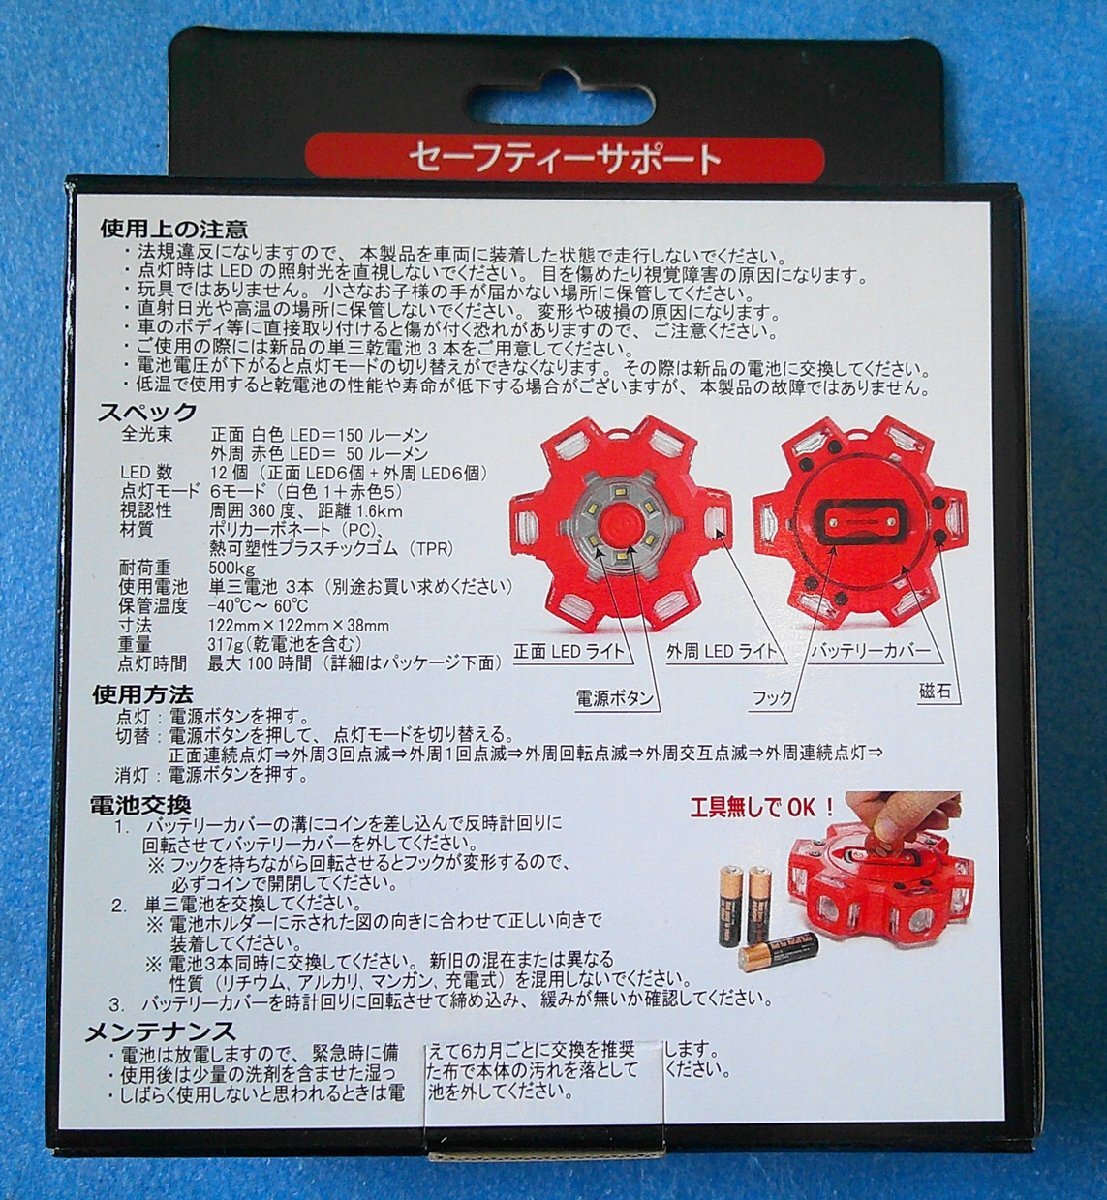 セーフティーサポート
使用上の注意
・法規違反になりますので、本製品を車両に装着した状態で走行しないでください。
・点灯時は LED の照射光を直視しないでください。目を傷めたり視覚障害の原因になります。
・玩具ではありません。小さなお子様の手が届かない場所に保管してください。
・直射日光や高温の場所に保管しないでください。変形や破損の原因になります。
・車のボディ等に直接取り付けると傷が付く恐れがありますので、ご注意ください。
・ご使用の際には新品の単三乾電池 3 本をご用意してください。
・電池電圧が下がると点灯モードの切り替えができなくなります。その際は新品の電池に交換してください。
・低温で使用すると乾電池の性能や寿命が低下する場合がございますが、本製品の故障ではありません。
スペック
全光束 正面 白色 LED＝150 ルーメン
外周 赤色 LED＝ 50 ルーメン
LED 数 12個（正面 LED6個＋外周 LED6個）
点灯モード 6モード（白色1＋赤色5）
視認性 周囲 360 度、距離 1.6km
材質 ポリカーボネート（PC）、
熱可塑性プラスチックゴム（TPR）
耐荷重 500kg
使用電池 単三電池 3本（別途お買い求めください）
保管温度 -40℃～ 60℃
寸法 122mm×122mm×38mm
重量 317g(乾電池を含む)
点灯時間 最大 100 時間（詳細はパッケージ下面）
正面 LED ライト 外周 LED ライト バッテリーカバー
電源ボタン フック 磁石
使用方法
点灯：電源ボタンを押す。
切替：電源ボタンを押して、点灯モードを切り替える。
正面連続点灯⇒外周3回点滅⇒外周1回点滅⇒外周回転点滅⇒外周交互点滅⇒外周連続点灯⇒
消灯：電源ボタンを押す。
電池交換
1. バッテリーカバーの溝にコインを差し込んで反時計回りに
回転させてバッテリーカバーを外してください。
※ フックを持ちながら回転させるとフックが変形するので、
必ずコインで開閉してください。
2. 単三電池を交換してください。
※ 電池ホルダーに示された図の向きに合わせて正しい向きで
装着してください。
※ 電池3本同時に交換してください。新旧の混在または異なる
性質（リチウム、アルカリ、マンガン、充電式）を混用しないでください。
3. バッテリーカバーを時計回りに回転させて締め込み、緩みが無いか確認してください。
工具無しで OK！
メンテナンス
・電池は放電しますので、緊急時に備えて6カ月ごとに交換を推奨します。
・使用後は少量の洗剤を含ませた湿った布で本体の汚れを落としてください。
・しばらく使用しないと思われるときは電池を外してください。